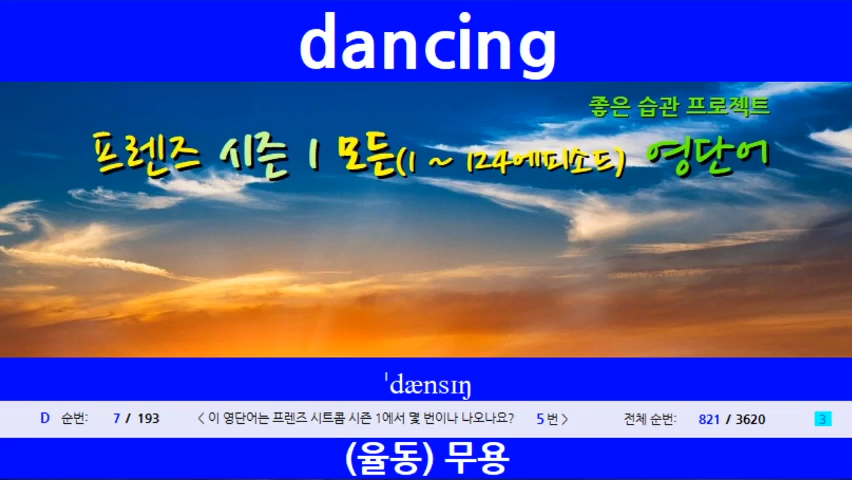 dancing
좋은 습관 프로젝트
프렌즈 시즌 1 모든(1 ~ 124에피소드) 영단어
ˈdænsɪŋ
D 순번: 7 / 193 < 이 영단어는 프렌즈 시트콤 시즌 1에서 몇 번이나 나오나요? 5 번 > 전체 순번: 821 / 3620 3
(율동) 무용